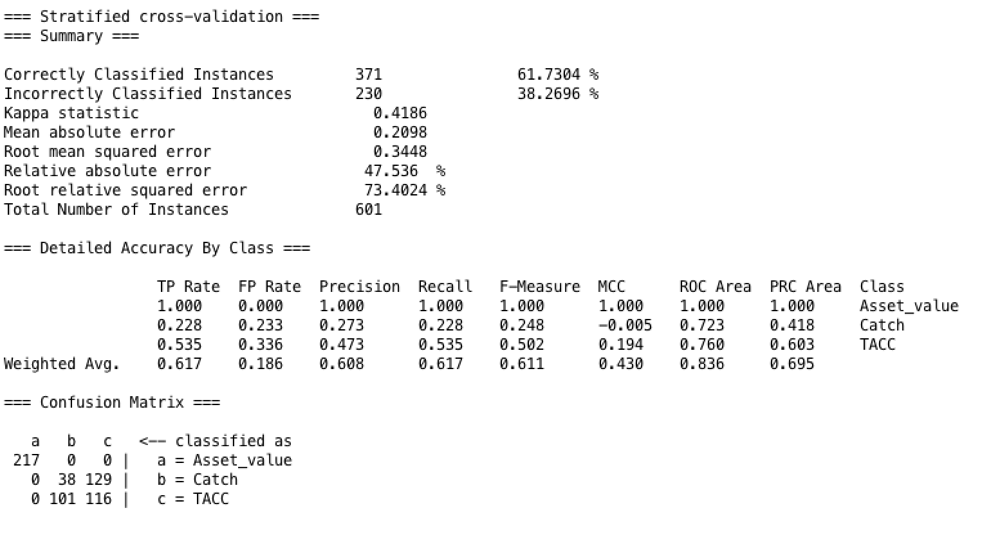 === Stratified cross-validation ===
=== Summary ===
Correctly Classified Instances         371               61.7304 %
Incorrectly Classified Instances       230               38.2696 %
Kappa statistic                          0.4186
Mean absolute error                      0.2098
Root mean squared error                  0.3448
Relative absolute error                 47.536  %
Root relative squared error             73.4024 %
Total Number of Instances              601
=== Detailed Accuracy By Class ===
                 TP Rate  FP Rate  Precision  Recall   F-Measure  MCC      ROC Area  PRC Area  Class
                 1.000    0.000    1.000      1.000    1.000      1.000    1.000     1.000     Asset_value
                 0.228    0.233    0.273      0.228    0.248      -0.005   0.723     0.418     Catch
                 0.535    0.336    0.473      0.535    0.502      0.194    0.760     0.603     TACC
Weighted Avg.    0.617    0.186    0.608      0.617    0.611      0.430    0.836     0.695
=== Confusion Matrix ===
   a   b   c   <-- classified as
 217   0   0 |   a = Asset_value
   0  38 129 |   b = Catch
   0 101 116 |   c = TACC